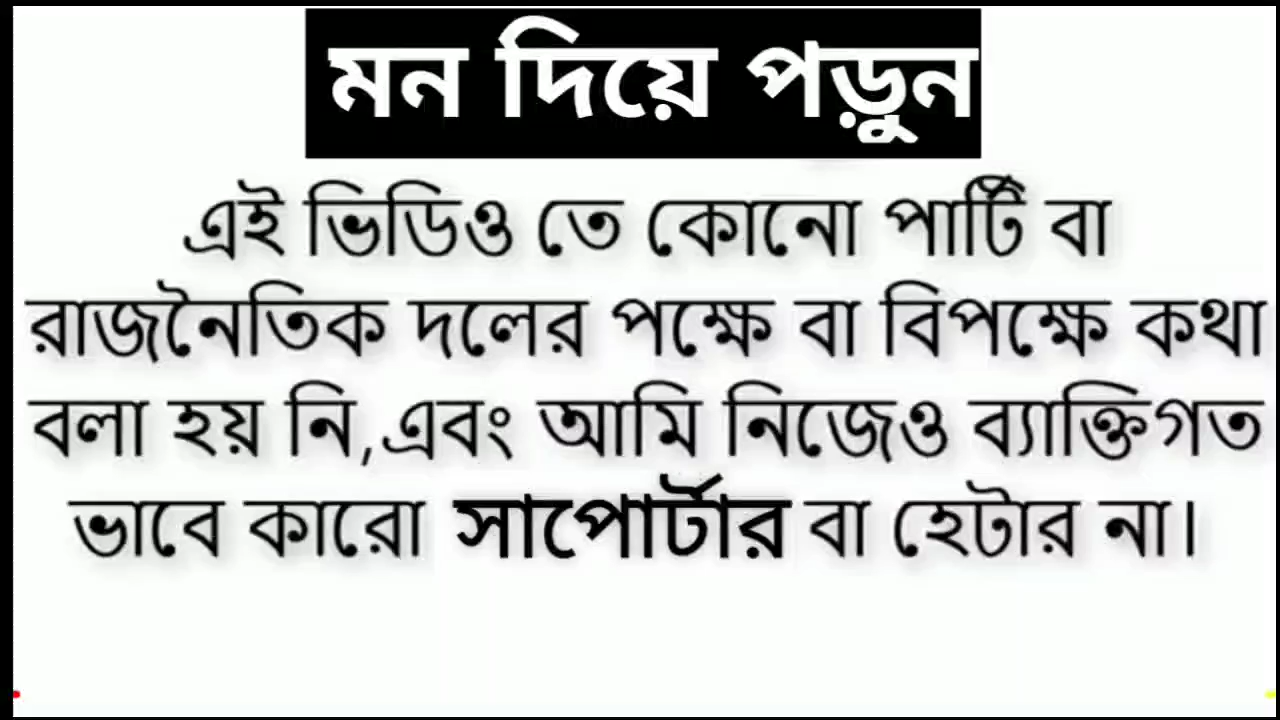 মন দিয়ে পড়ুন
এই ভিডিও তে কোনো পার্টি বা
রাজনৈতিক দলের পক্ষে বা বিপক্ষে কথা
বলা হয় নি,এবং আমি নিজেও ব্যাক্তিগত
ভাবে কারো সাপোর্টার বা হেটার না।